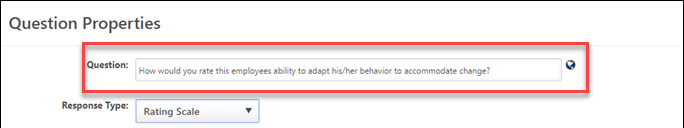 Question Properties
Question: How would you rate this employees ability to adapt his/her behavior to accommodate change?
Response Type: Rating Scale